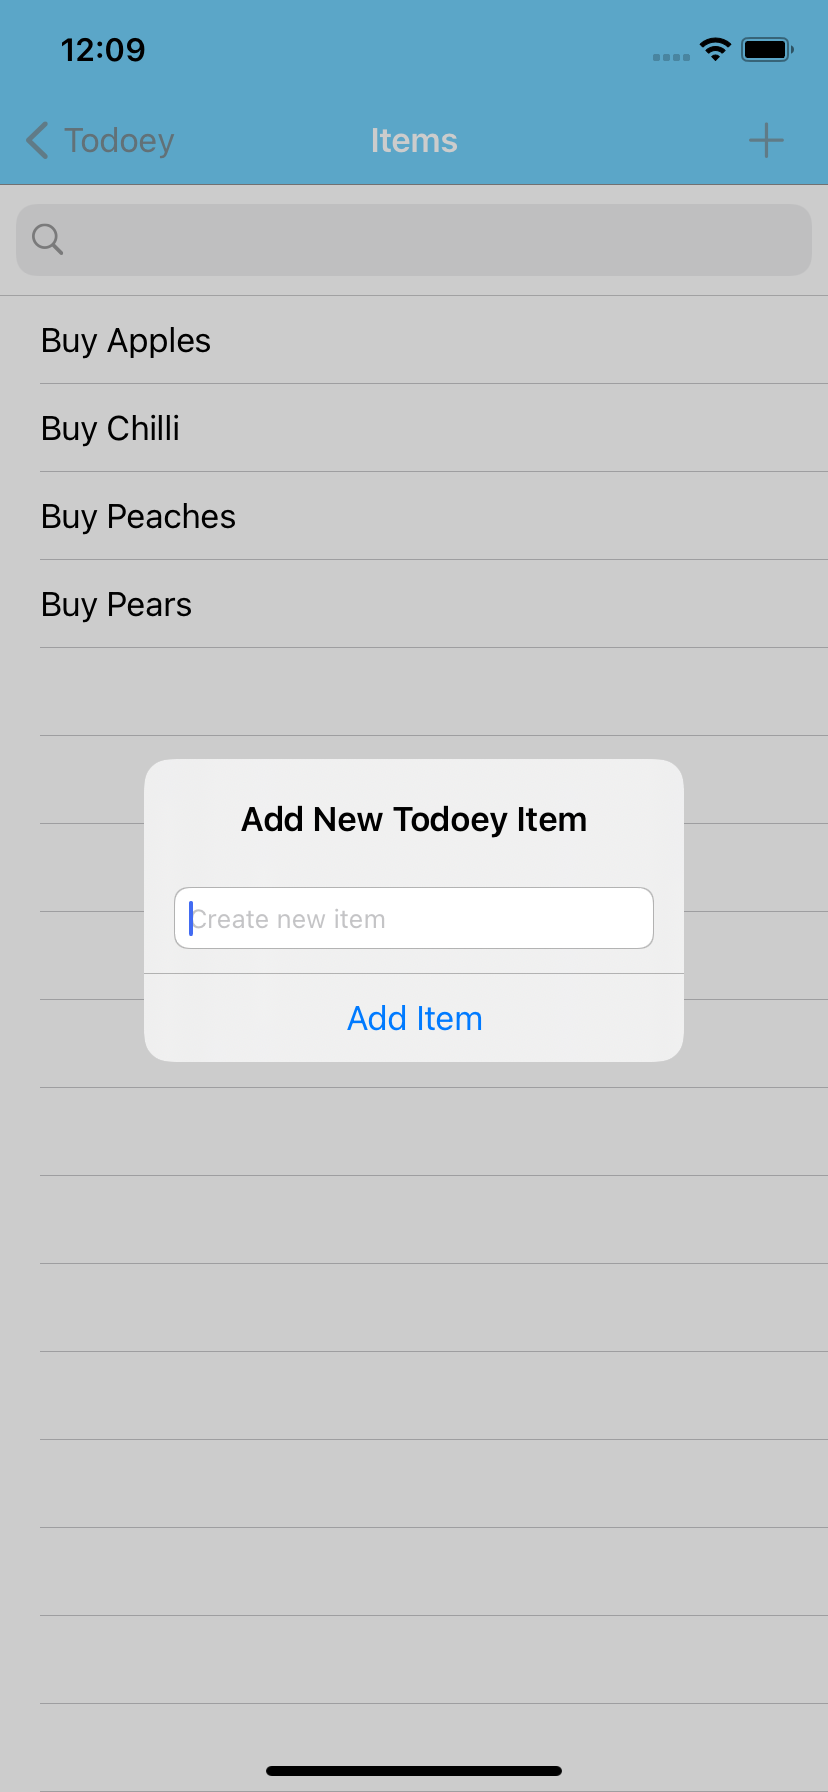 12:09
Todoey
Items
Buy Apples
Buy Chilli
Buy Peaches
Buy Pears
Add New Todoey Item
Create new item
Add Item